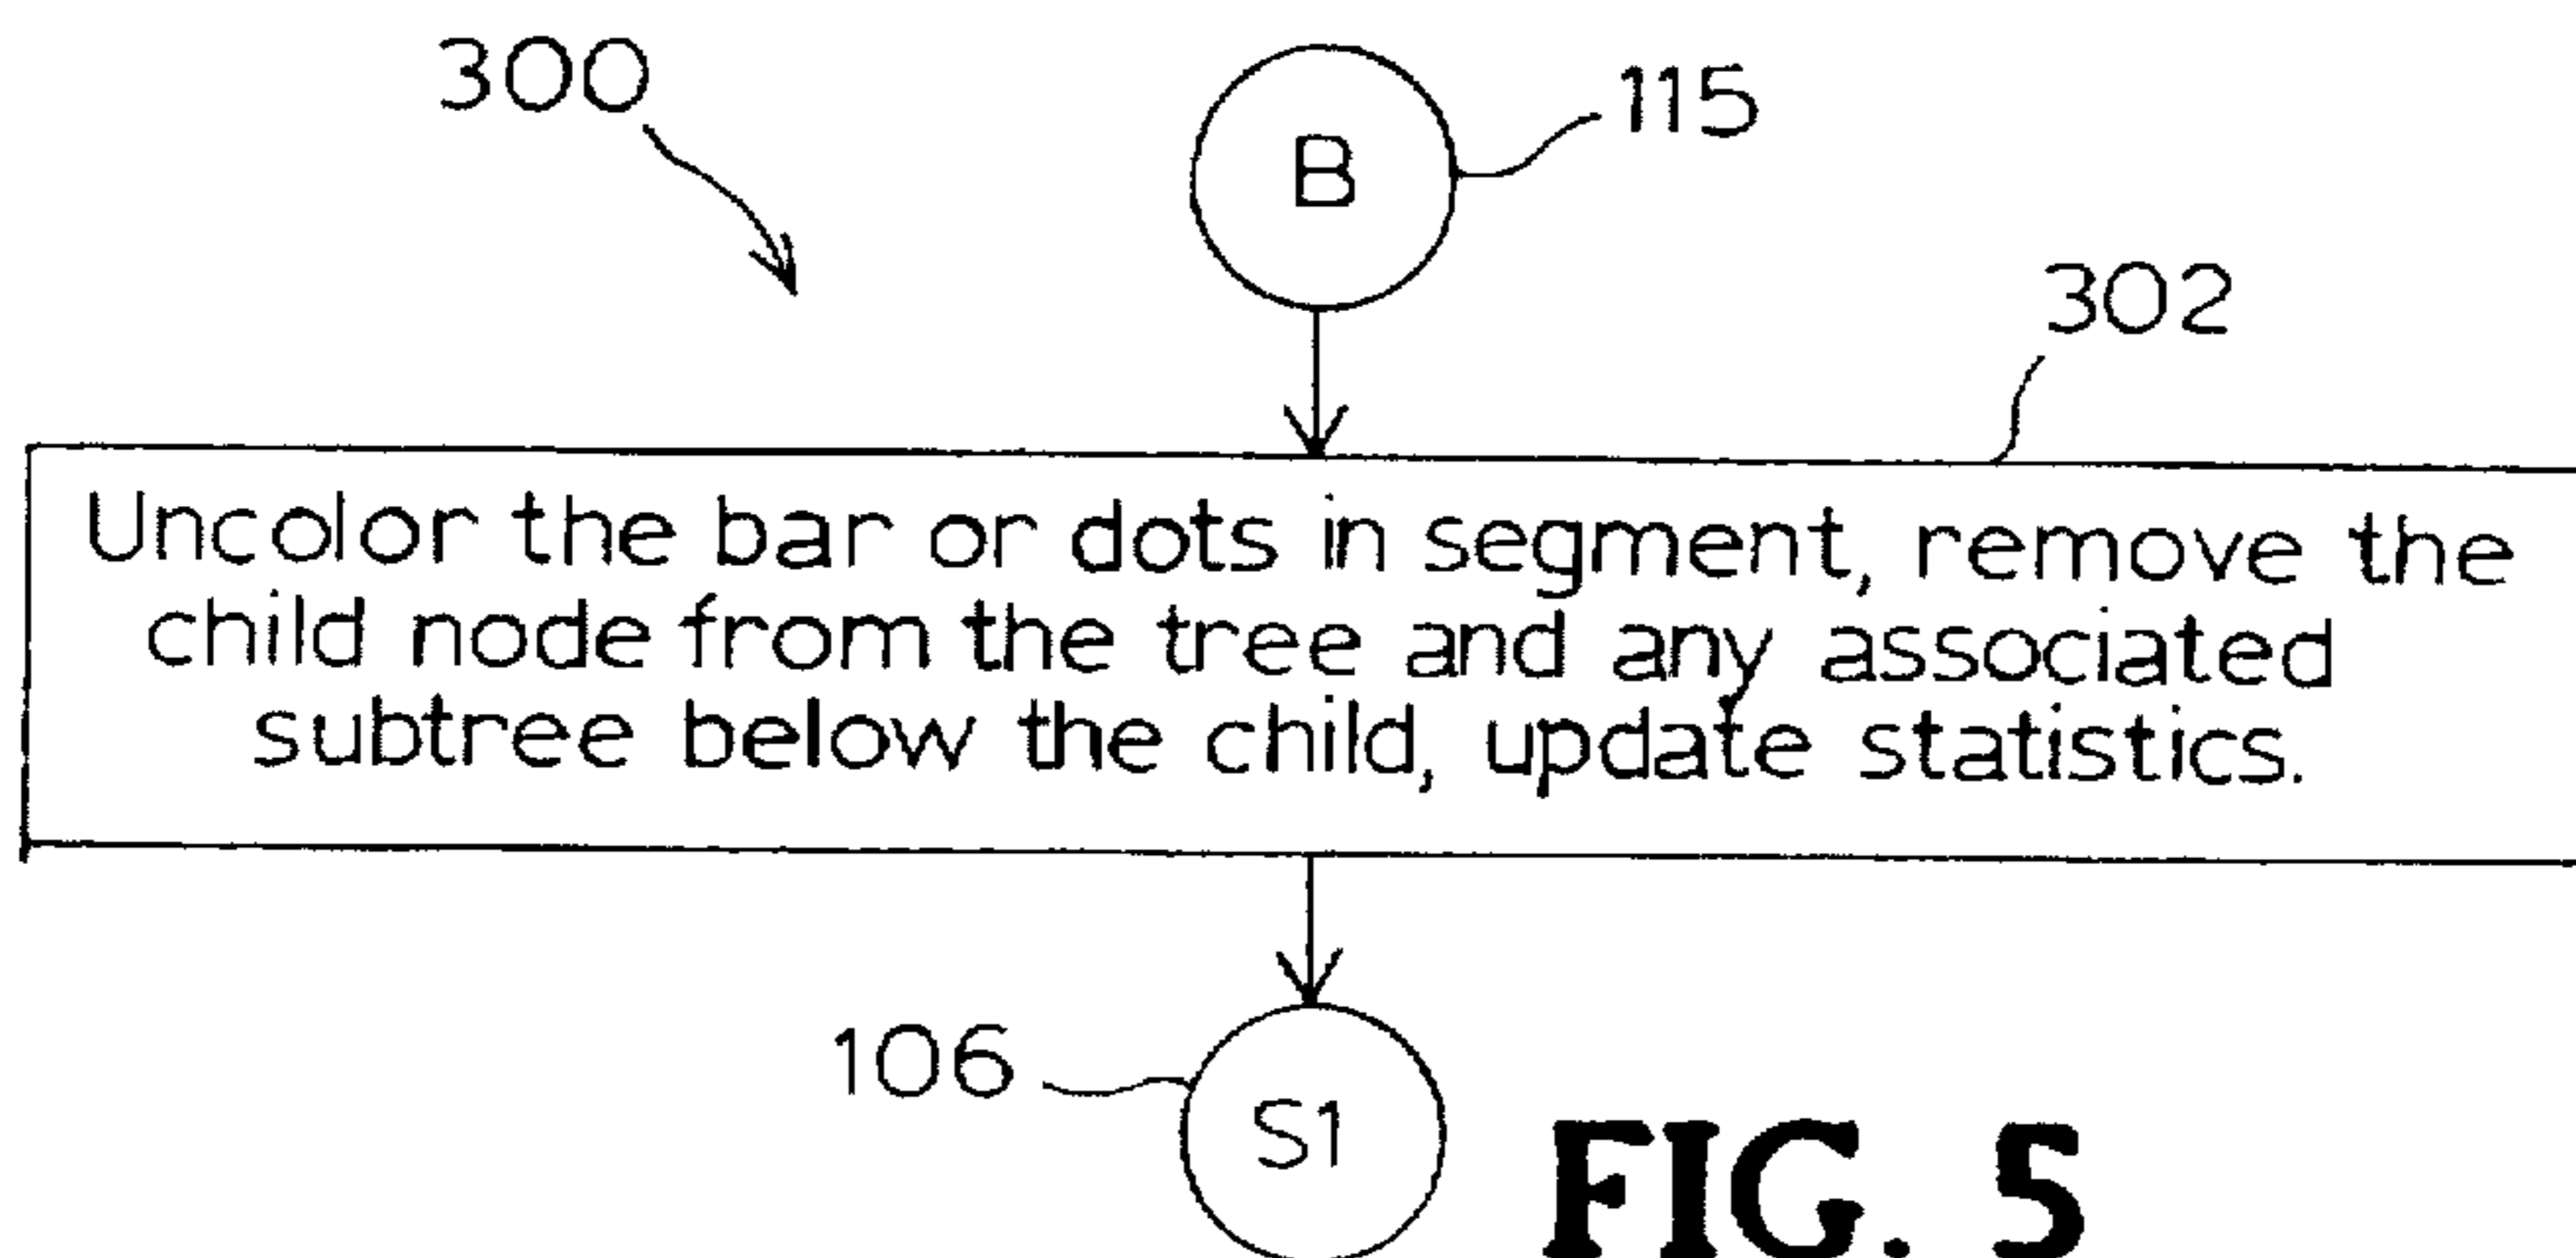 300
B
115
302
Uncolor the bar or dots in segment, remove the
child node from the tree and any associated
subtree below the child, update statistics.
106
S1
FIG. 5